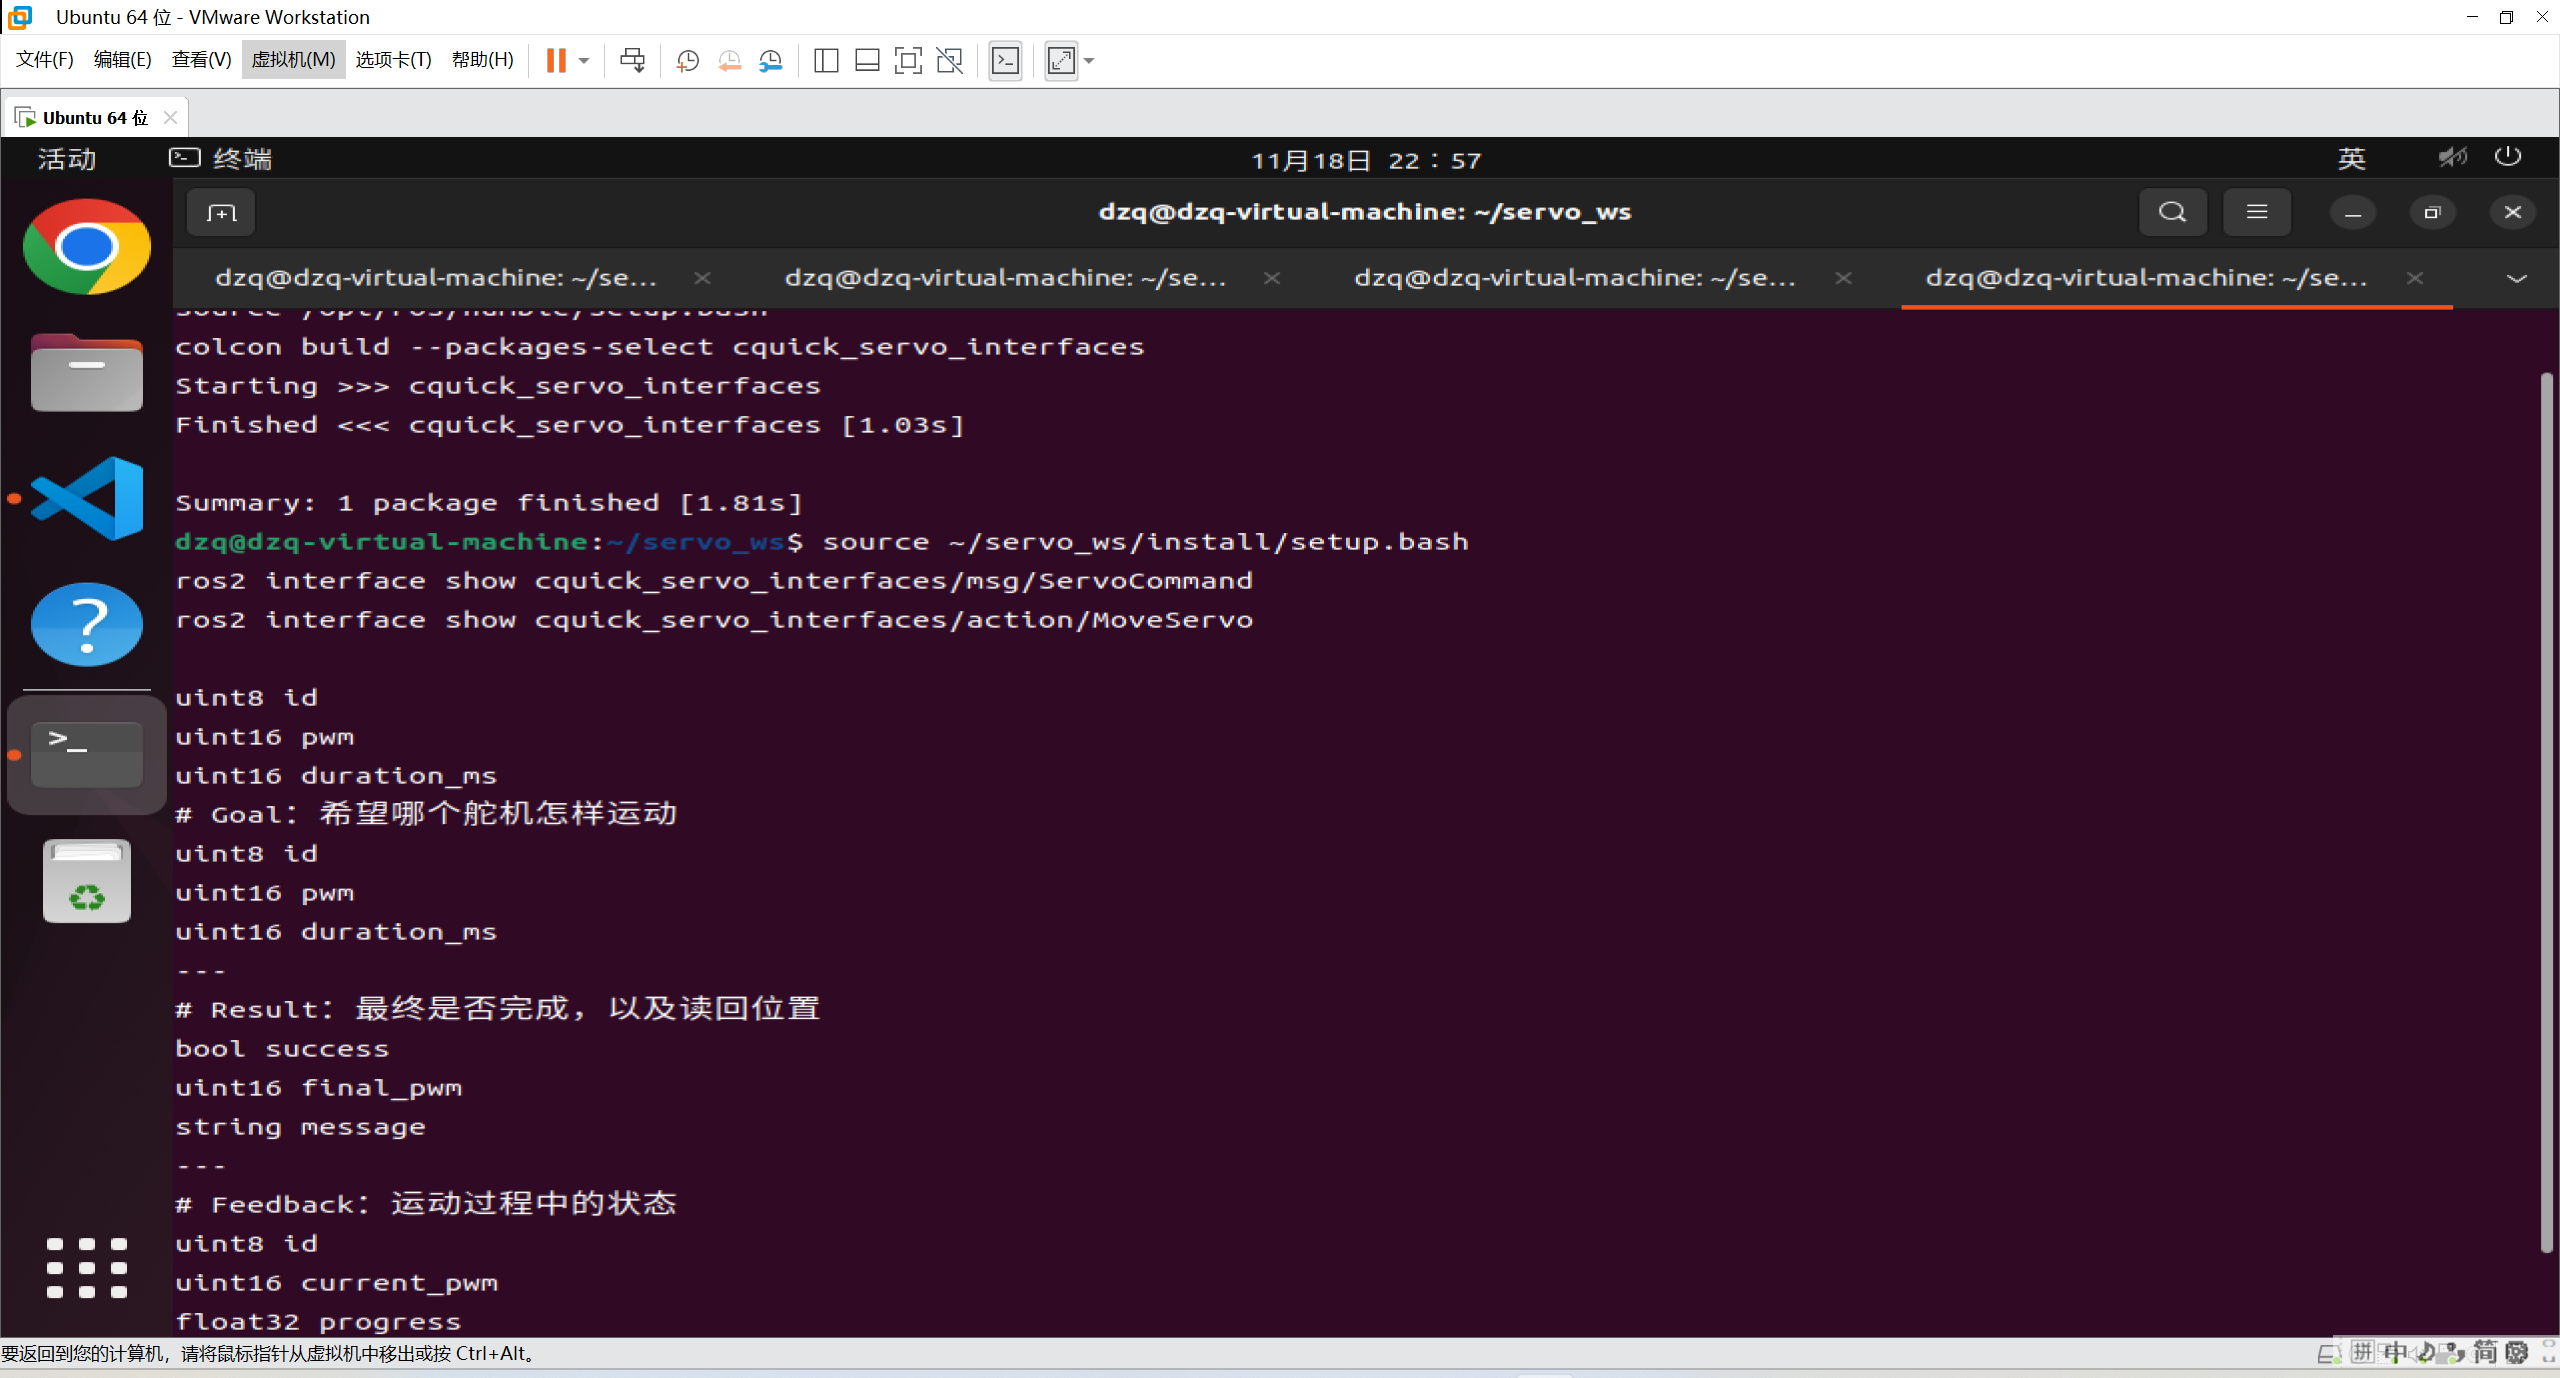 Ubuntu 64 位 - VMware Workstation
文件(F) 编辑(E) 查看(V) 虚拟机(M) 选项卡(T) 帮助(H)
Ubuntu 64 位
活动 终端 11月18日 22：57 英
dzq@dzq-virtual-machine: ~/servo_ws
dzq@dzq-virtual-machine: ~/se... dzq@dzq-virtual-machine: ~/se... dzq@dzq-virtual-machine: ~/se... dzq@dzq-virtual-machine: ~/se...
source /opt/ros/humble/setup.bash
colcon build --packages-select cquick_servo_interfaces
Starting >>> cquick_servo_interfaces
Finished <<< cquick_servo_interfaces [1.03s]
Summary: 1 package finished [1.81s]
dzq@dzq-virtual-machine:~/servo_ws$ source ~/servo_ws/install/setup.bash
ros2 interface show cquick_servo_interfaces/msg/ServoCommand
ros2 interface show cquick_servo_interfaces/action/MoveServo
uint8 id
uint16 pwm
uint16 duration_ms
# Goal：希望哪个舵机怎样运动
uint8 id
uint16 pwm
uint16 duration_ms
---
# Result：最终是否完成，以及读回位置
bool success
uint16 final_pwm
string message
---
# Feedback：运动过程中的状态
uint8 id
uint16 current_pwm
float32 progress
要返回到您的计算机，请将鼠标指针从虚拟机中移出或按 Ctrl+Alt。
拼 中 简